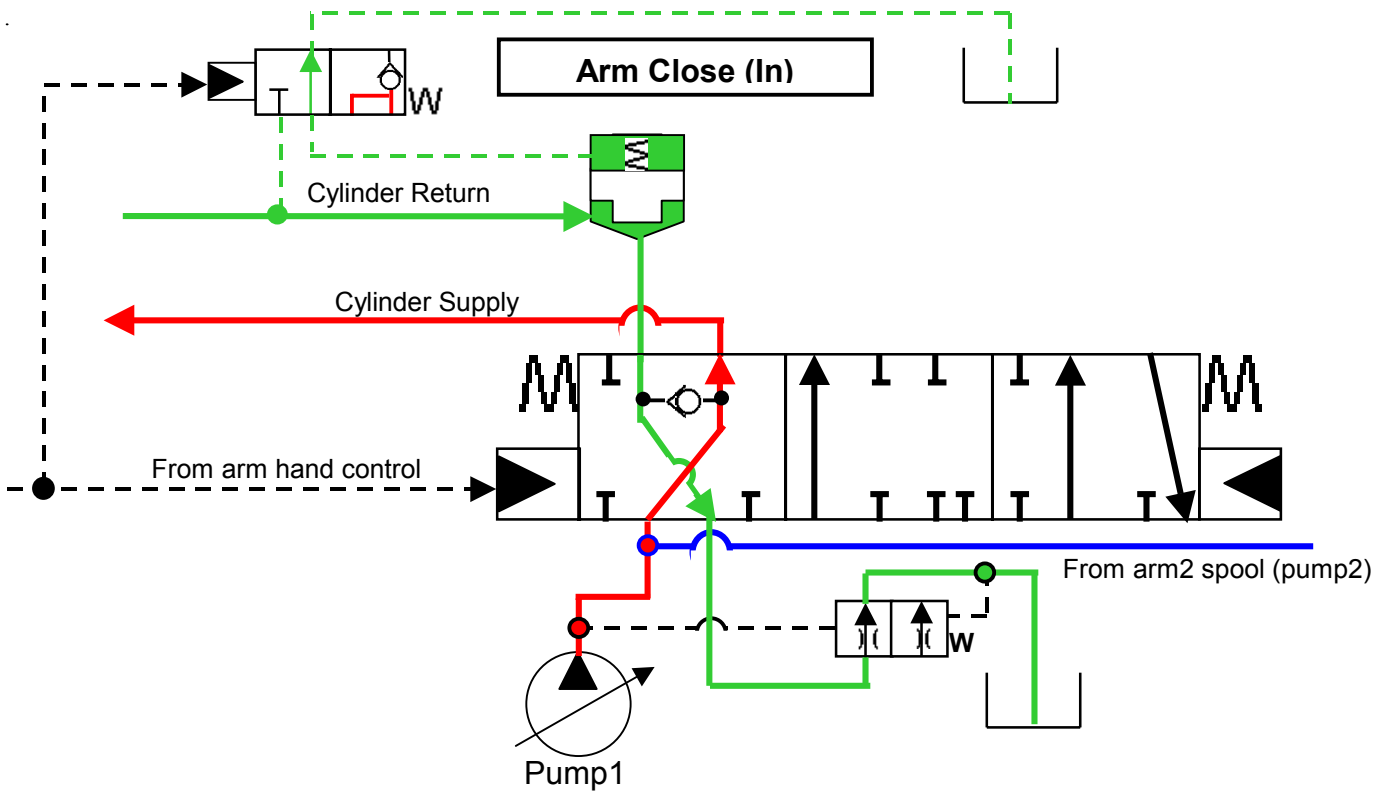 Arm Close (In)
Cylinder Return
Cylinder Supply
From arm hand control
From arm2 spool (pump2)
W
Pump1